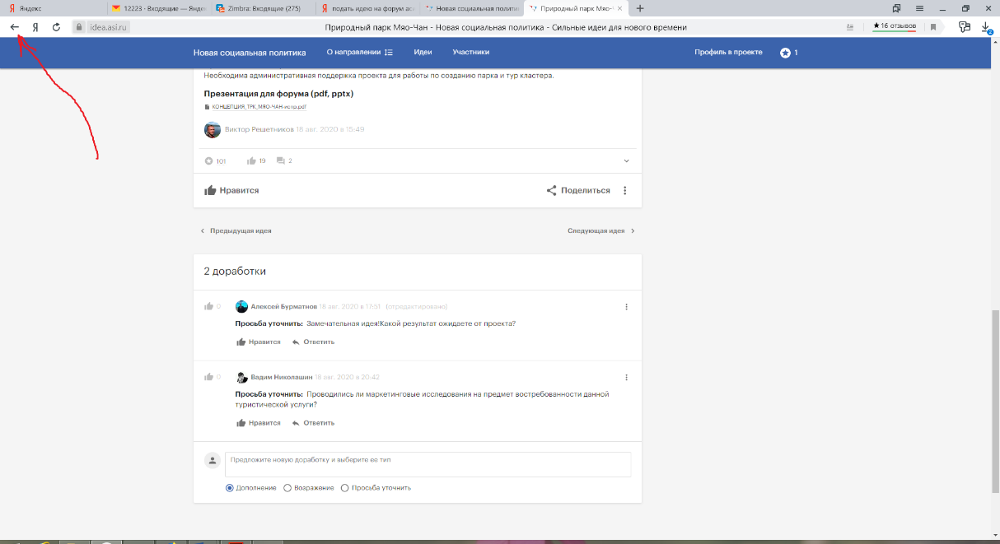 Яндекс
12223 · Входящие — Яндек
Zimbra: Входящие (275)
подать идею на форум ас
Новая социальная полити
Природный парк Мяо-Ч
idea.asi.ru
Природный парк Мяо-Чан - Новая социальная политика - Сильные идеи для нового времени
★ 16 отзывов
2
Новая социальная политика
О направлении
Идеи
Участники
Профиль в проекте
1
Необходима административная поддержка проекта для работы по созданию парка и тур кластера.
Презентация для форума (pdf, pptx)
КОНЦЕПЦИЯ_ТРК_МЯО-ЧАН-испр.pdf
Виктор Решетников 18 авг. 2020 в 15:49
101 19 2
Нравится
Поделиться
Предыдущая идея
Следующая идея
2 доработки
0 Алексей Бурматнов 18 авг. 2020 в 17:51 (отредактировано)
Просьба уточнить: Замечательная идея!Какой результат ожидаете от проекта?
Нравится Ответить
0 Вадим Николашин 18 авг. 2020 в 20:42
Просьба уточнить: Проводились ли маркетинговые исследования на предмет востребованности данной
туристической услуги?
Нравится Ответить
Предложите новую доработку и выберите ее тип
Дополнение Возражение Просьба уточнить